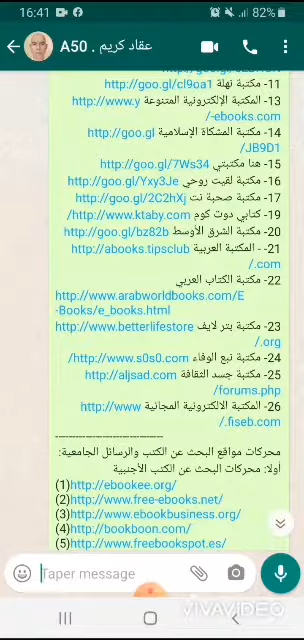 16:41
82%
عقاد كريم . A50
11- مكتبة نهلة http://goo.gl/cl9oa1
13- المكتبة الإلكترونية المتنوعة http://www.y
-ebooks.com/
14- مكتبة المشكاة الإسلامية http://goo.gl
/JB9D1
15- هنا مكتبتي http://goo.gl/7Ws34
16- مكتبة لقيت روحي http://goo.gl/Yxy3Je
17- مكتبة صحبة نت http://goo.gl/2C2HXj
19- كتابي دوت كوم http://www.ktaby.com/
20- مكتبة الشرق الأوسط http://goo.gl/bz82b
21- - المكتبة العربية http://abooks.tipsclub
.com/
22- مكتبة الكتاب العربي
http://www.arabworldbooks.com/E
-Books/e_books.html
23- مكتبة بتر لايف http://www.betterlifestore
.org/
24- مكتبة نبع الوفاء http://www.s0s0.com/
25- مكتبة جسد الثقافة http://aljsad.com
/forums.php
26- المكتبة الالكترونية المجانية http://www
.fiseb.com/
--------------------------------
محركات مواقع البحث عن الكتب والرسائل الجامعية:
أولا: محركات البحث عن الكتب الأجنبية
(1)http://ebookee.org/
(2)http://www.free-ebooks.net/
(3)http://www.ebookbusiness.org/
(4)http://bookboon.com/
(5)http://www.freebookspot.es/
Taper message
VIVAVIDEO